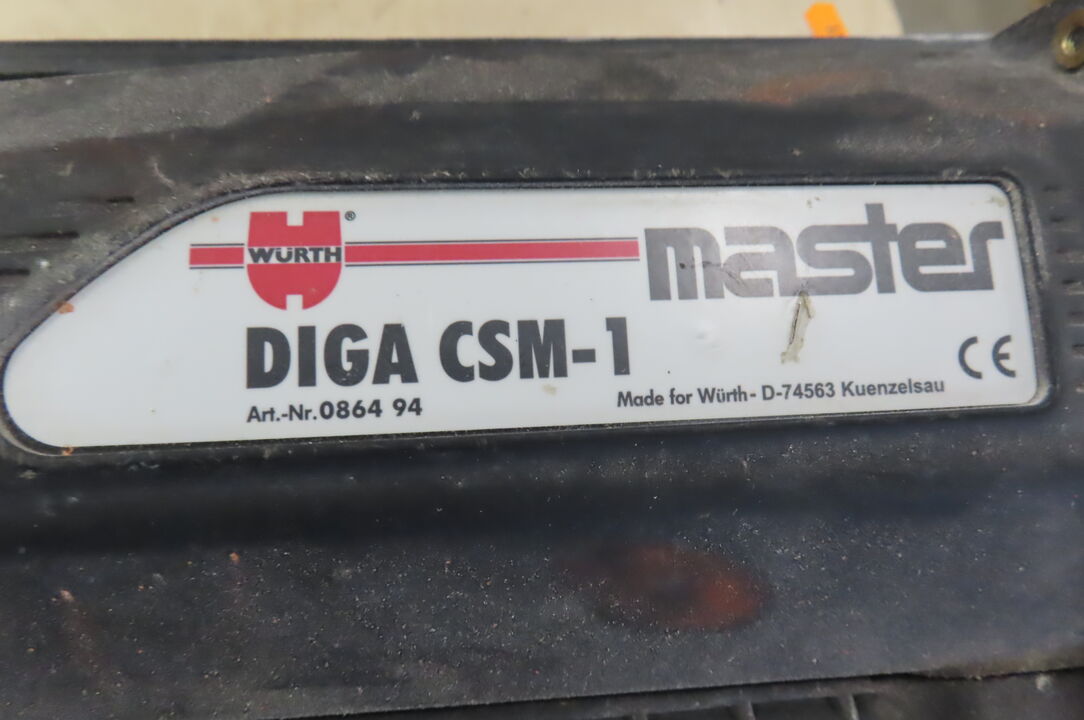 WÜRTH®
master
DIGA CSM-1
Art.-Nr. 0864 94
Made for Würth - D-74563 Kuenzelsau
CE